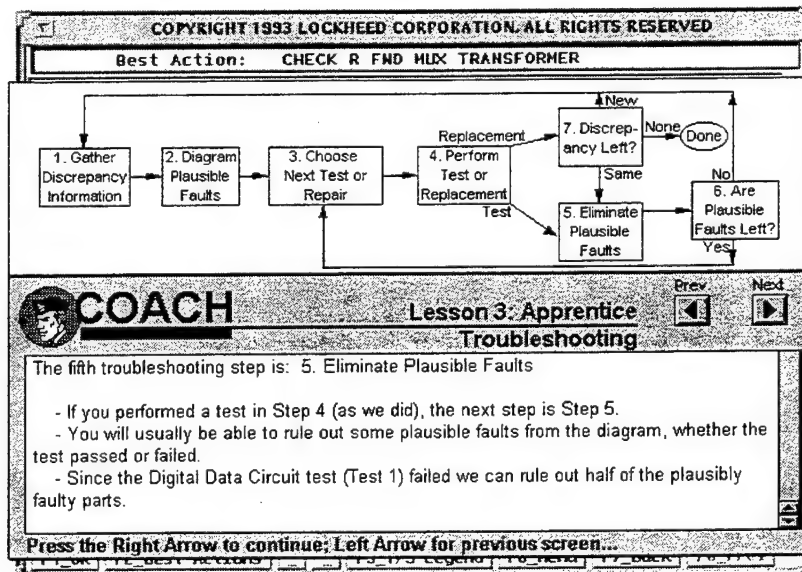 COPYRIGHT 1993 LOCKHEED CORPORATION. ALL RIGHTS RESERVED
Best Action: CHECK R FWD MUX TRANSFORMER
New
Replacement
7. Discrep-
ancy Left?
None
Done
1. Gather
Discrepancy
Information
2. Diagram
Plausible
Faults
3. Choose
Next Test or
Repair
4. Perform
Test or
Replacement
Test
Same
5. Eliminate
Plausible
Faults
No
6. Are
Plausible
Faults Left?
Yes
COACH
Lesson 3: Apprentice
Troubleshooting
Prev
Next
The fifth troubleshooting step is: 5. Eliminate Plausible Faults
- If you performed a test in Step 4 (as we did), the next step is Step 5.
- You will usually be able to rule out some plausible faults from the diagram, whether the
test passed or failed.
- Since the Digital Data Circuit test (Test 1) failed we can rule out half of the plausibly
faulty parts.
Press the Right Arrow to continue; Left Arrow for previous screen...